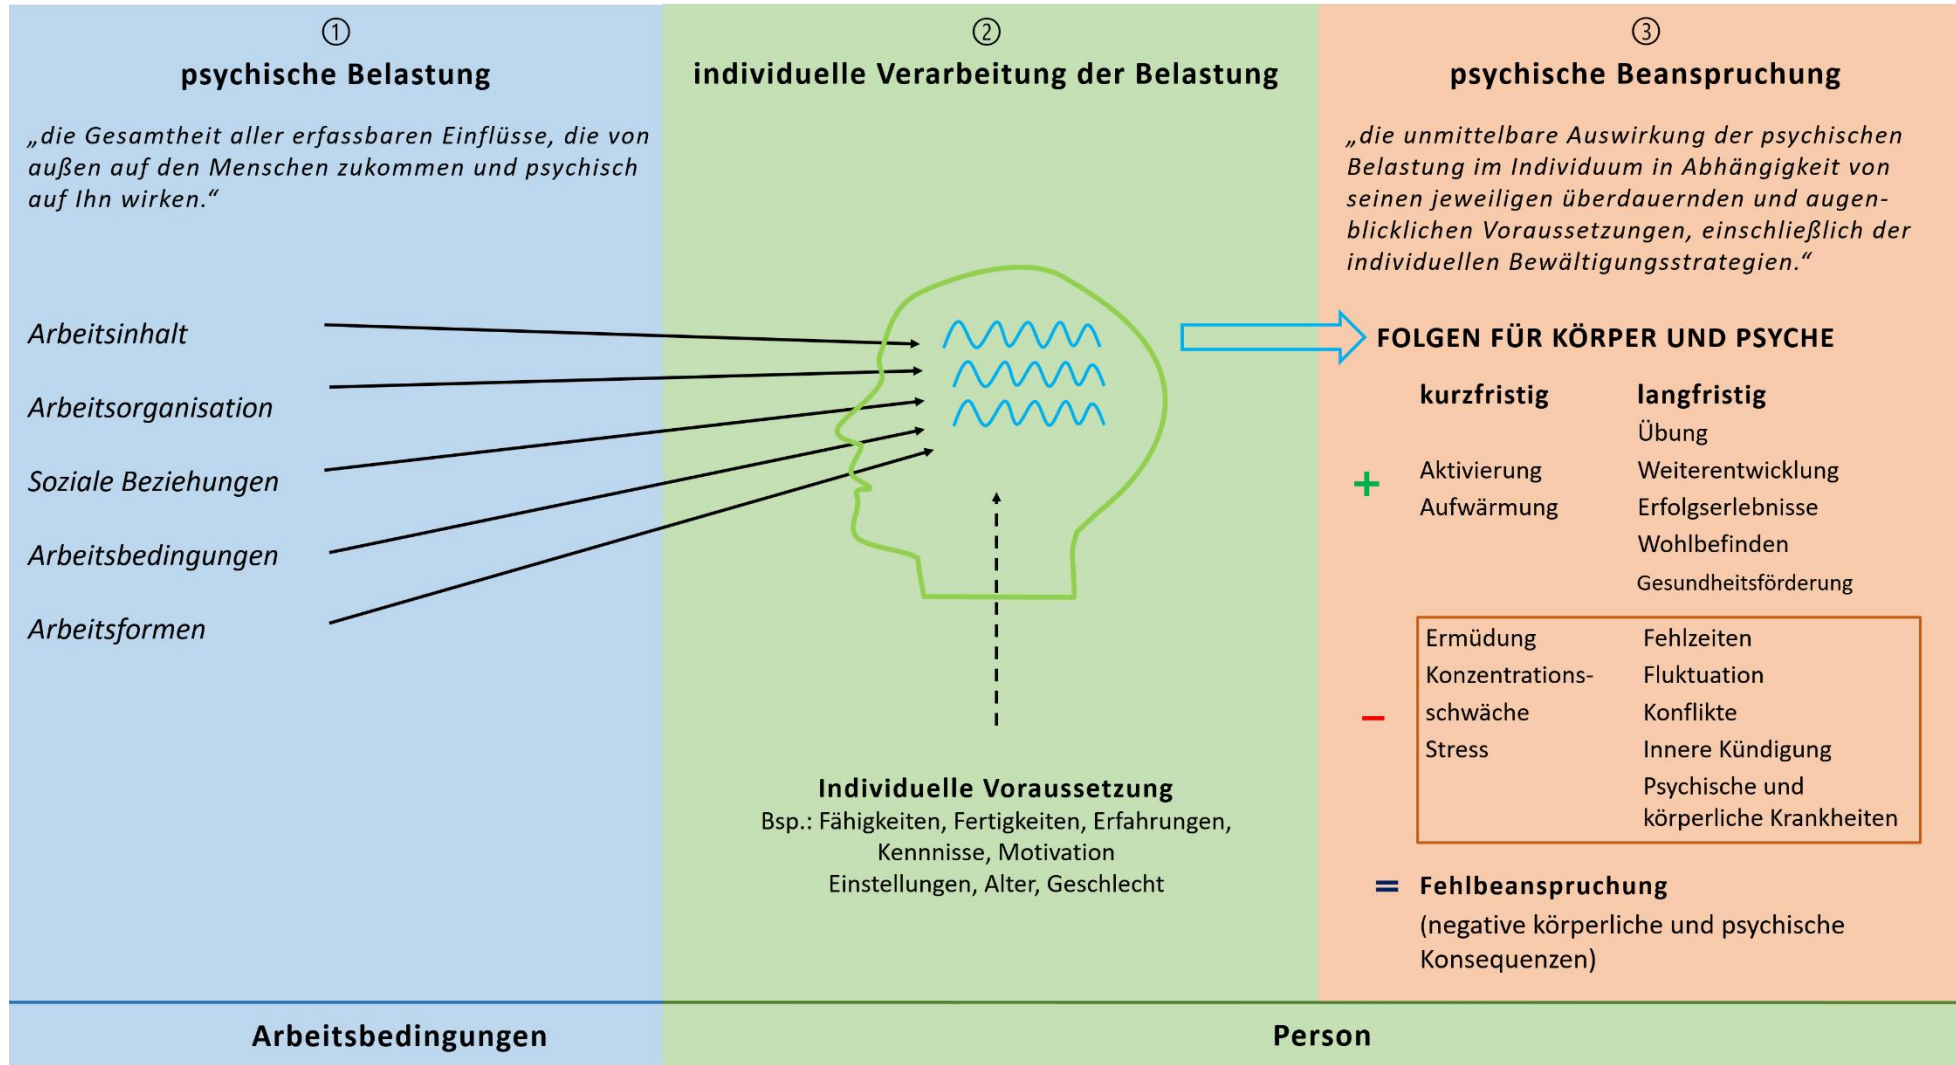 ①
psychische Belastung
„die Gesamtheit aller erfassbaren Einflüsse, die von
außen auf den Menschen zukommen und psychisch
auf Ihn wirken.“
Arbeitsinhalt
Arbeitsorganisation
Soziale Beziehungen
Arbeitsbedingungen
Arbeitsformen
②
individuelle Verarbeitung der Belastung
Individuelle Voraussetzung
Bsp.: Fähigkeiten, Fertigkeiten, Erfahrungen,
Kennnisse, Motivation
Einstellungen, Alter, Geschlecht
③
psychische Beanspruchung
„die unmittelbare Auswirkung der psychischen
Belastung im Individuum in Abhängigkeit von
seinen jeweiligen überdauernden und augen-
blicklichen Voraussetzungen, einschließlich der
individuellen Bewältigungsstrategien.“
FOLGEN FÜR KÖRPER UND PSYCHE
kurzfristig langfristig
Übung
+ Aktivierung Weiterentwicklung
Aufwärmung Erfolgserlebnisse
Wohlbefinden
Gesundheitsförderung
Ermüdung Fehlzeiten
Konzentrations- Fluktuation
– schwäche Konflikte
Stress Innere Kündigung
Psychische und
körperliche Krankheiten
= Fehlbeanspruchung
(negative körperliche und psychische
Konsequenzen)
Arbeitsbedingungen
Person